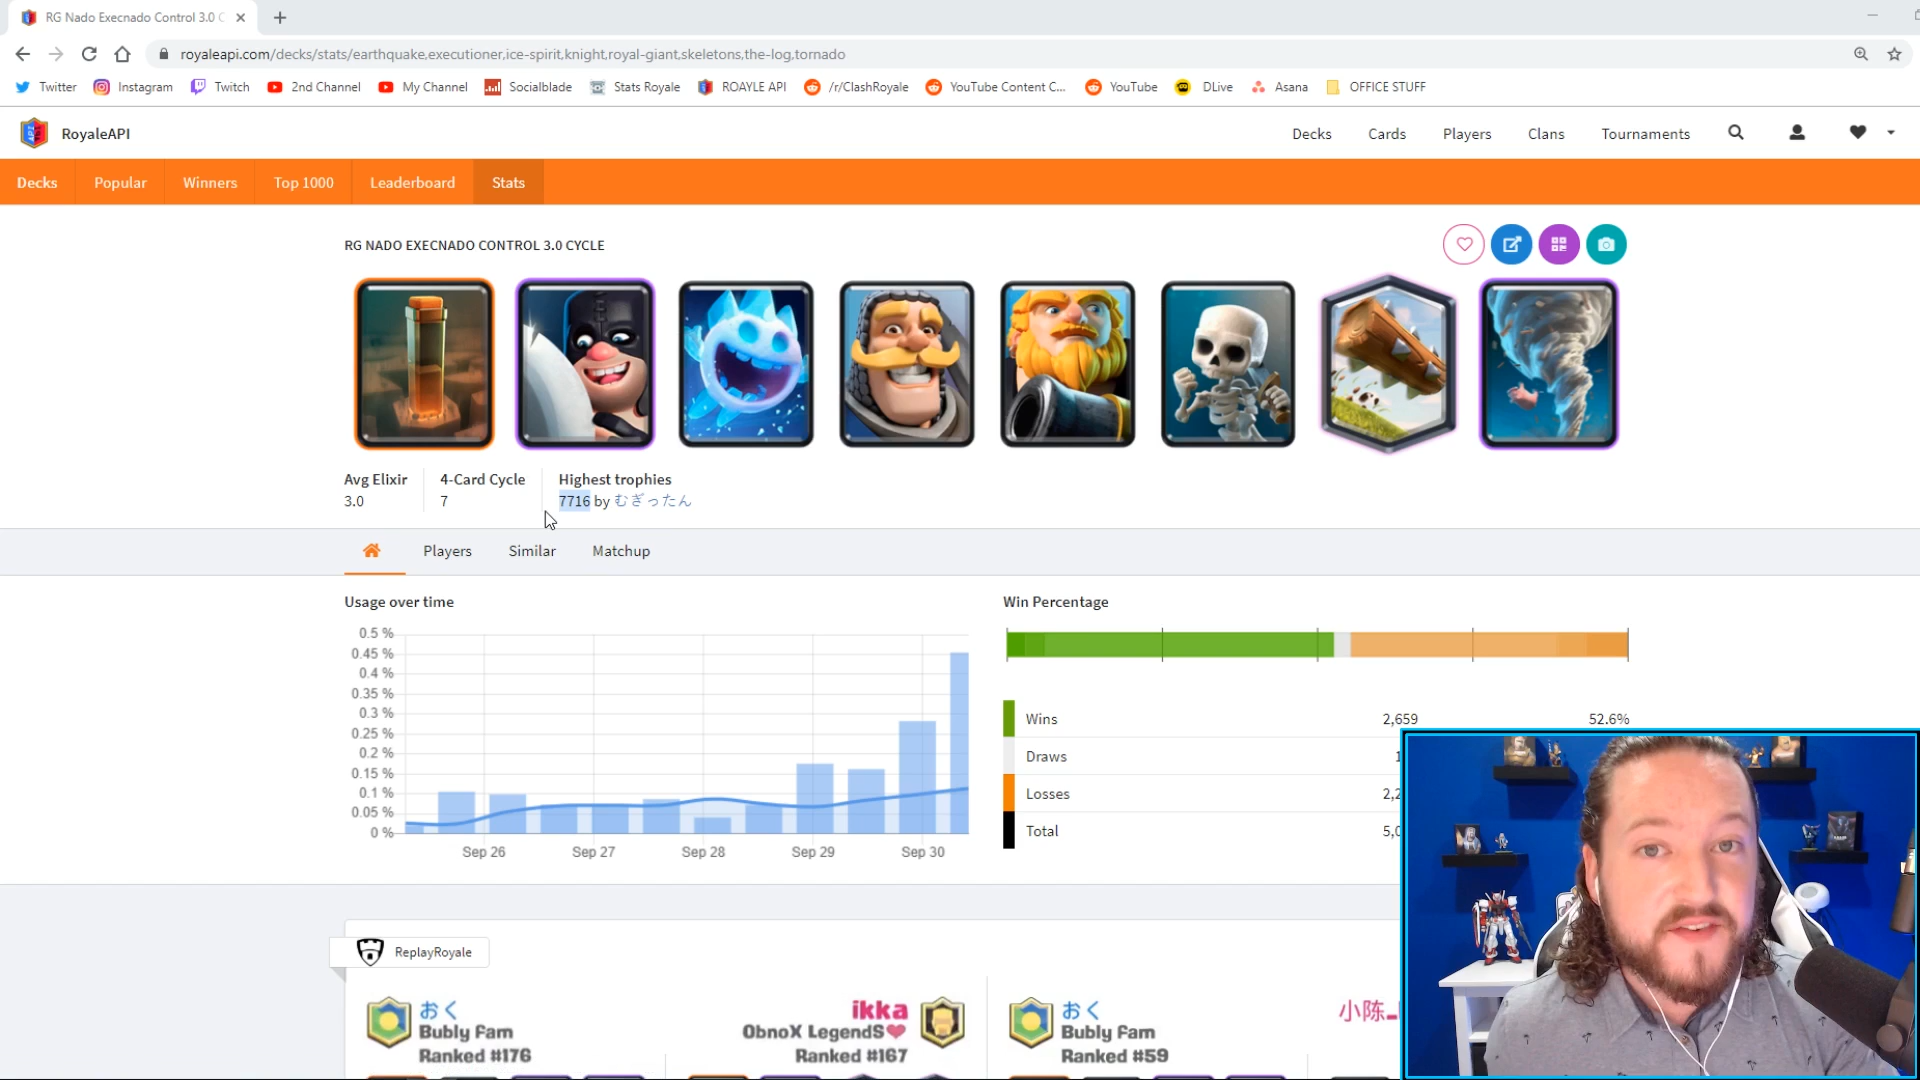 RG Nado Execnado Control 3.0 C
royaleapi.com/decks/stats/earthquake,executioner,ice-spirit,knight,royal-giant,skeletons,the-log,tornado
Twitter Instagram Twitch 2nd Channel My Channel Socialblade Stats Royale ROAYLE API /r/ClashRoyale YouTube Content C... YouTube DLive Asana OFFICE STUFF
RoyaleAPI Decks Cards Players Clans Tournaments
Decks Popular Winners Top 1000 Leaderboard Stats
RG NADO EXECNADO CONTROL 3.0 CYCLE
Avg Elixir 4-Card Cycle Highest trophies
3.0 7 7716 by むぎったん
Players Similar Matchup
Usage over time Win Percentage
0.5 %
0.45 %
0.4 %
0.35 %
0.3 %
0.25 %
0.2 %
0.15 %
0.1 %
0.05 %
0 %
Sep 26 Sep 27 Sep 28 Sep 29 Sep 30
Wins 2,659 52.6%
Draws 1
Losses 2,2
Total 5,0
ReplayRoyale
おく ikka おく 小陈
Bubly Fam ObnoX LegendS❤ Bubly Fam
Ranked #176 Ranked #167 Ranked #59